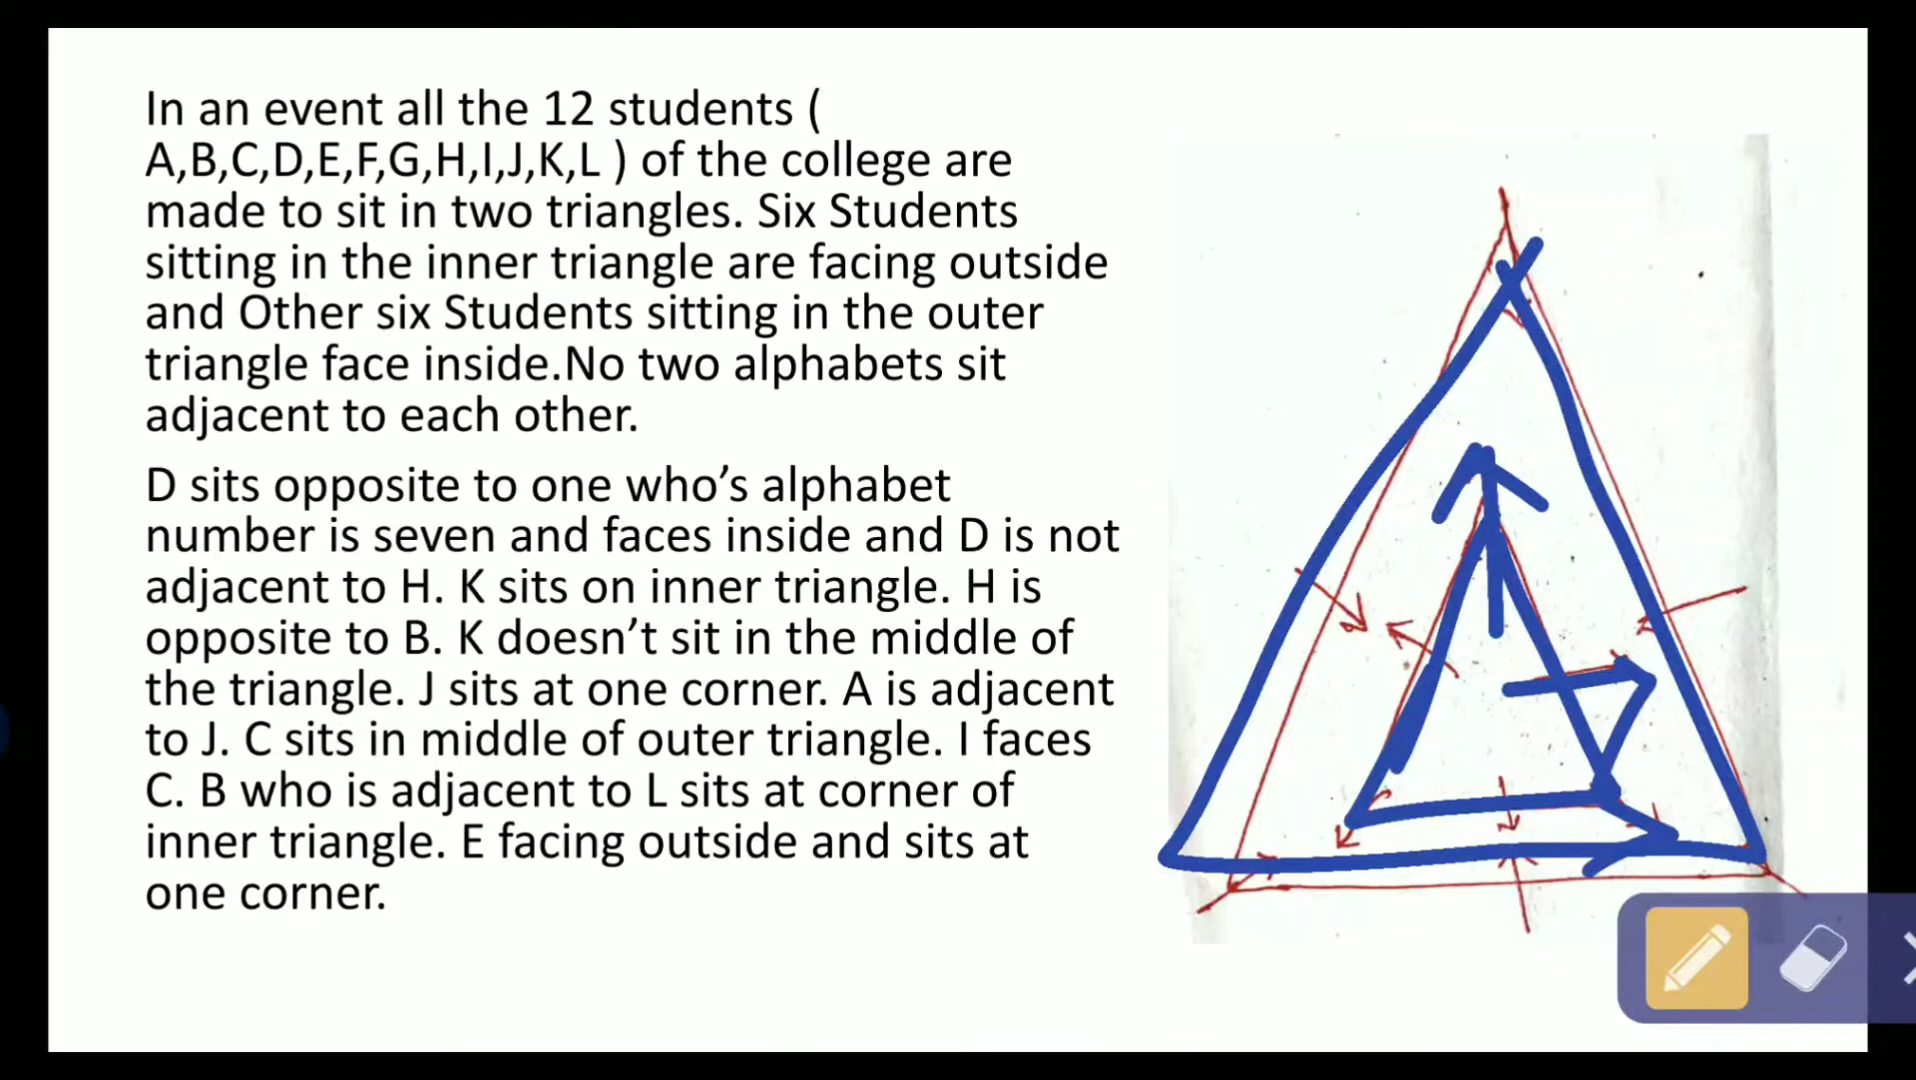 In an event all the 12 students (
A,B,C,D,E,F,G,H,I,J,K,L ) of the college are
made to sit in two triangles. Six Students
sitting in the inner triangle are facing outside
and Other six Students sitting in the outer
triangle face inside.No two alphabets sit
adjacent to each other.
D sits opposite to one who’s alphabet
number is seven and faces inside and D is not
adjacent to H. K sits on inner triangle. H is
opposite to B. K doesn’t sit in the middle of
the triangle. J sits at one corner. A is adjacent
to J. C sits in middle of outer triangle. I faces
C. B who is adjacent to L sits at corner of
inner triangle. E facing outside and sits at
one corner.